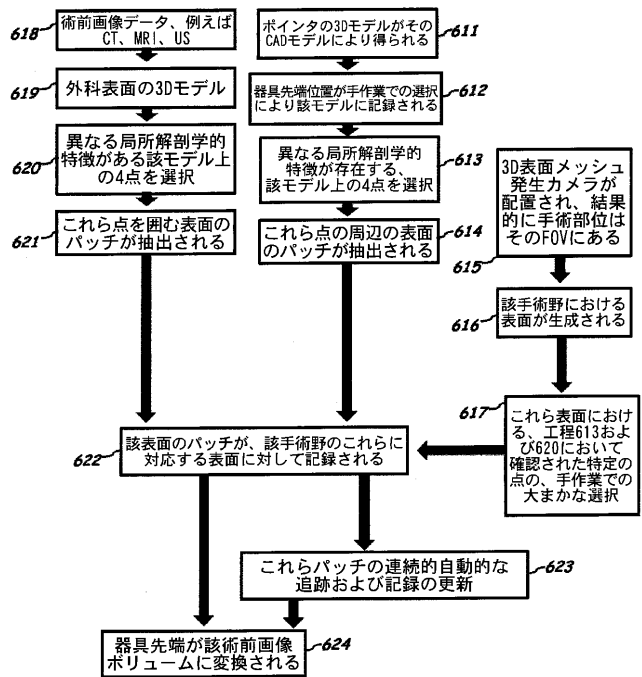 618
術前画像データ、例えば
CT、MRI、US
619
外科表面の3Dモデル
620
異なる局所解剖学的
特徴がある該モデル上
の4点を選択
621
これら点を囲む表面の
パッチが抽出される
ポインタの3Dモデルがその
CADモデルにより得られる
611
器具先端位置が手作業での選択
により該モデルに記録される
612
異なる局所解剖学的
特徴が存在する、
該モデル上の4点を選択
613
これら点の周辺の表面
のパッチが抽出される
614
3D表面メッシュ
発生カメラが
配置され、結果
的に手術部位は
そのFOVにある
615
616
該手術野における
表面が生成される
617
これら表面におけ
る、工程613およ
び620において
確認された特定の
点の、手作業での
大まかな選択
622
該表面のパッチが、該手術野のこれらに
対応する表面に対して記録される
これらパッチの連続的自動的な
追跡および記録の更新
623
器具先端が該術前画像
ボリュームに変換される
624